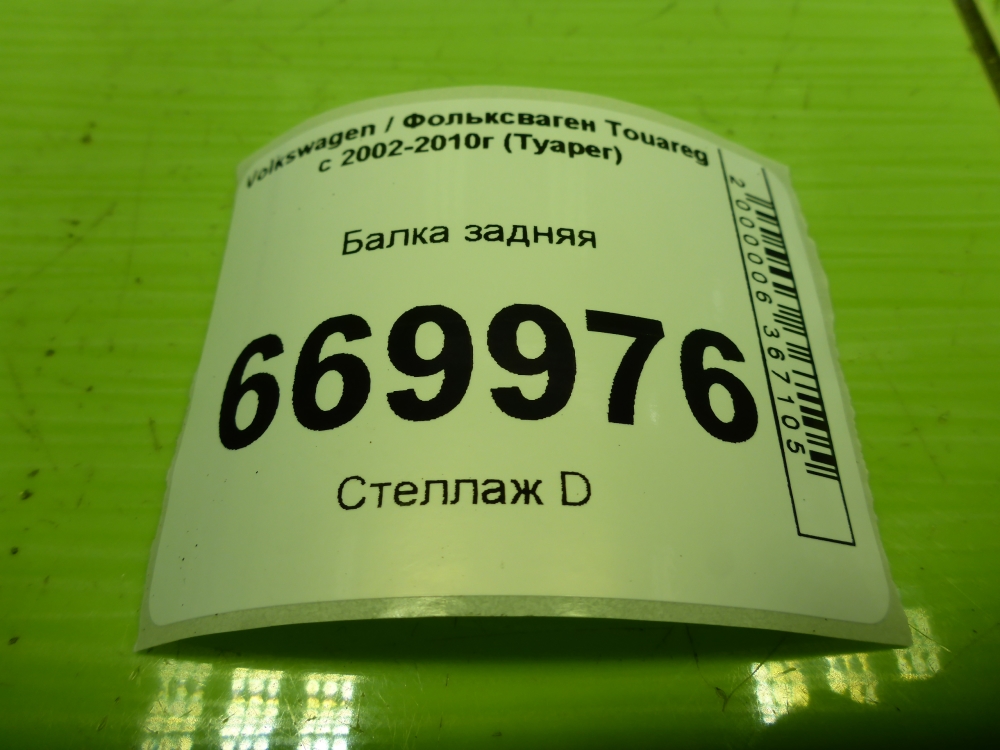 Volkswagen / Фольксваген Touareg
с 2002-2010г (Туарег)
Балка задняя
669976
Стеллаж D
2000006367105